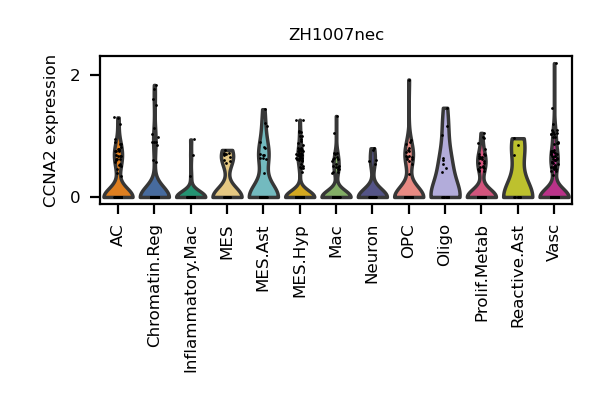 ZH1007nec
CCNA2 expression
2
0
AC
Chromatin.Reg
Inflammatory.Mac
MES
MES.Ast
MES.Hyp
Mac
Neuron
OPC
Oligo
Prolif.Metab
Reactive.Ast
Vasc